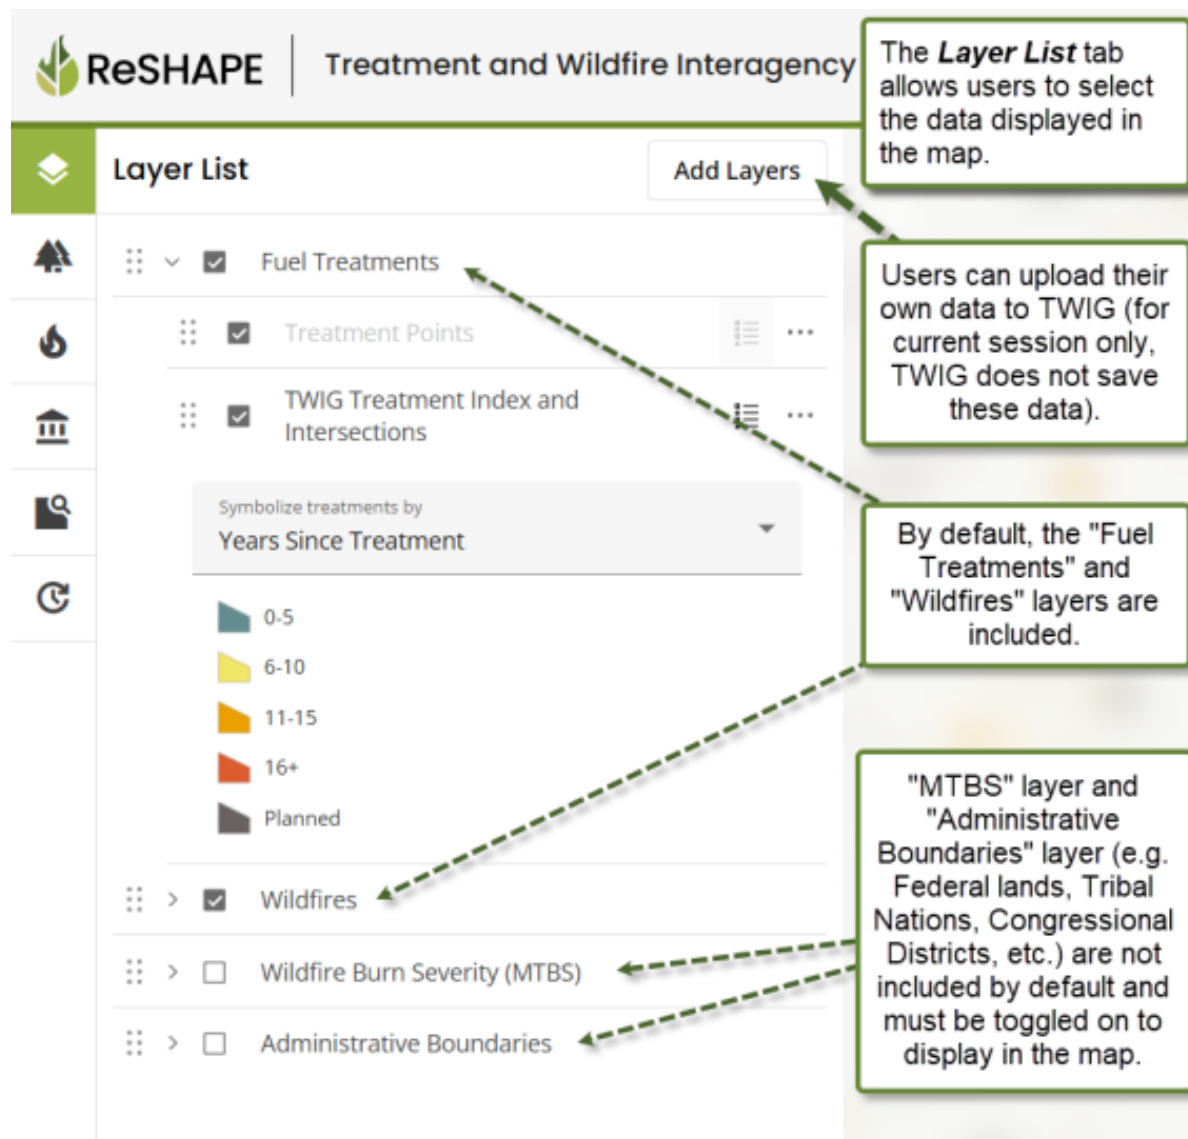 ReSHAPE
Treatment and Wildfire Interagency
The Layer List tab
allows users to select
the data displayed in
the map.
Layer List
Add Layers
Users can upload their
own data to TWIG (for
current session only,
TWIG does not save
these data).
Fuel Treatments
Treatment Points
TWIG Treatment Index and
Intersections
Symbolize treatments by
Years Since Treatment
By default, the "Fuel
Treatments" and
"Wildfires" layers are
included.
0-5
6-10
11-15
16+
Planned
"MTBS" layer and
"Administrative
Boundaries" layer (e.g.
Federal lands, Tribal
Nations, Congressional
Districts, etc.) are not
included by default and
must be toggled on to
display in the map.
Wildfires
Wildfire Burn Severity (MTBS)
Administrative Boundaries